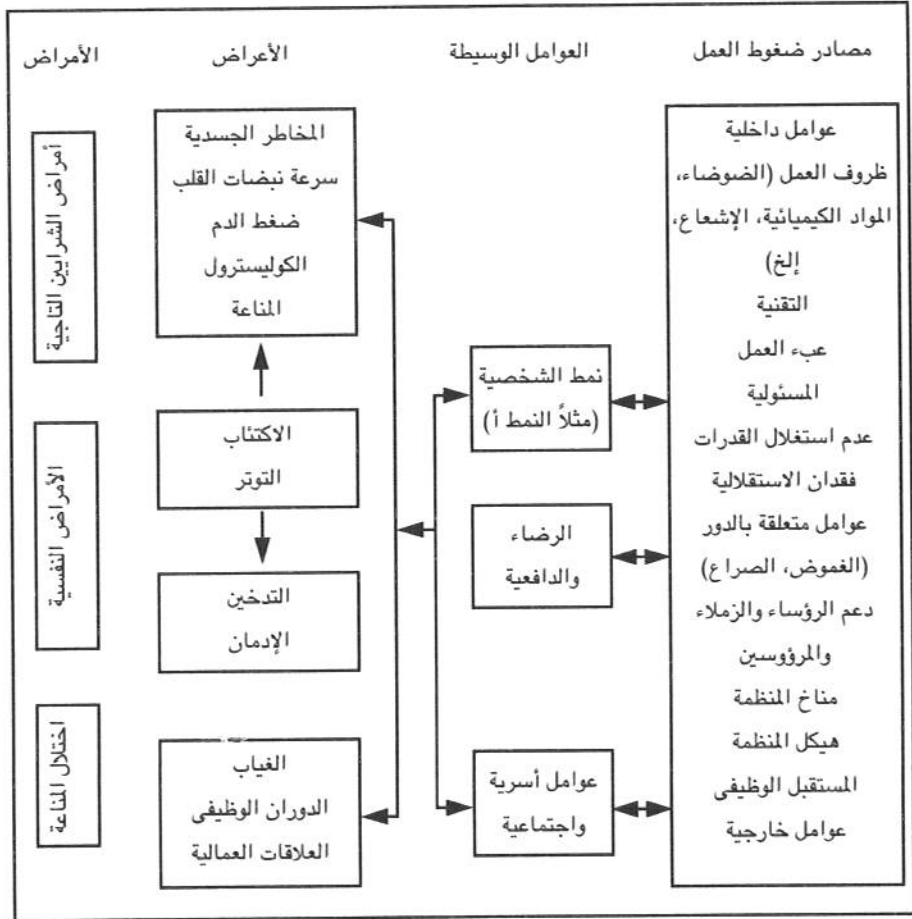 مصادر ضغوط العمل
العوامل الوسيطة
الأعراض
الأمراض
عوامل داخلية
ظروف العمل (الضوضاء،
المواد الكيميائية، الإشعاع،
إلخ)
التقنية
عبء العمل
المسئولية
عدم استغلال القدرات
فقدان الاستقلالية
عوامل متعلقة بالدور
(الغموض، الصراع)
دعم الرؤساء والزملاء
والمرؤوسين
مناخ المنظمة
هيكل المنظمة
المستقبل الوظيفى
عوامل خارجية
نمط الشخصية
(مثلاً النمط أ)
الرضاء
والدافعية
عوامل أسرية
واجتماعية
المخاطر الجسدية
سرعة نبضات القلب
ضغط الدم
الكوليسترول
المناعة
الاكتئاب
التوتر
التدخين
الإدمان
الغياب
الدوران الوظيفى
العلاقات العمالية
أمراض الشرايين التاجية
الأمراض النفسية
اختلال المناعة